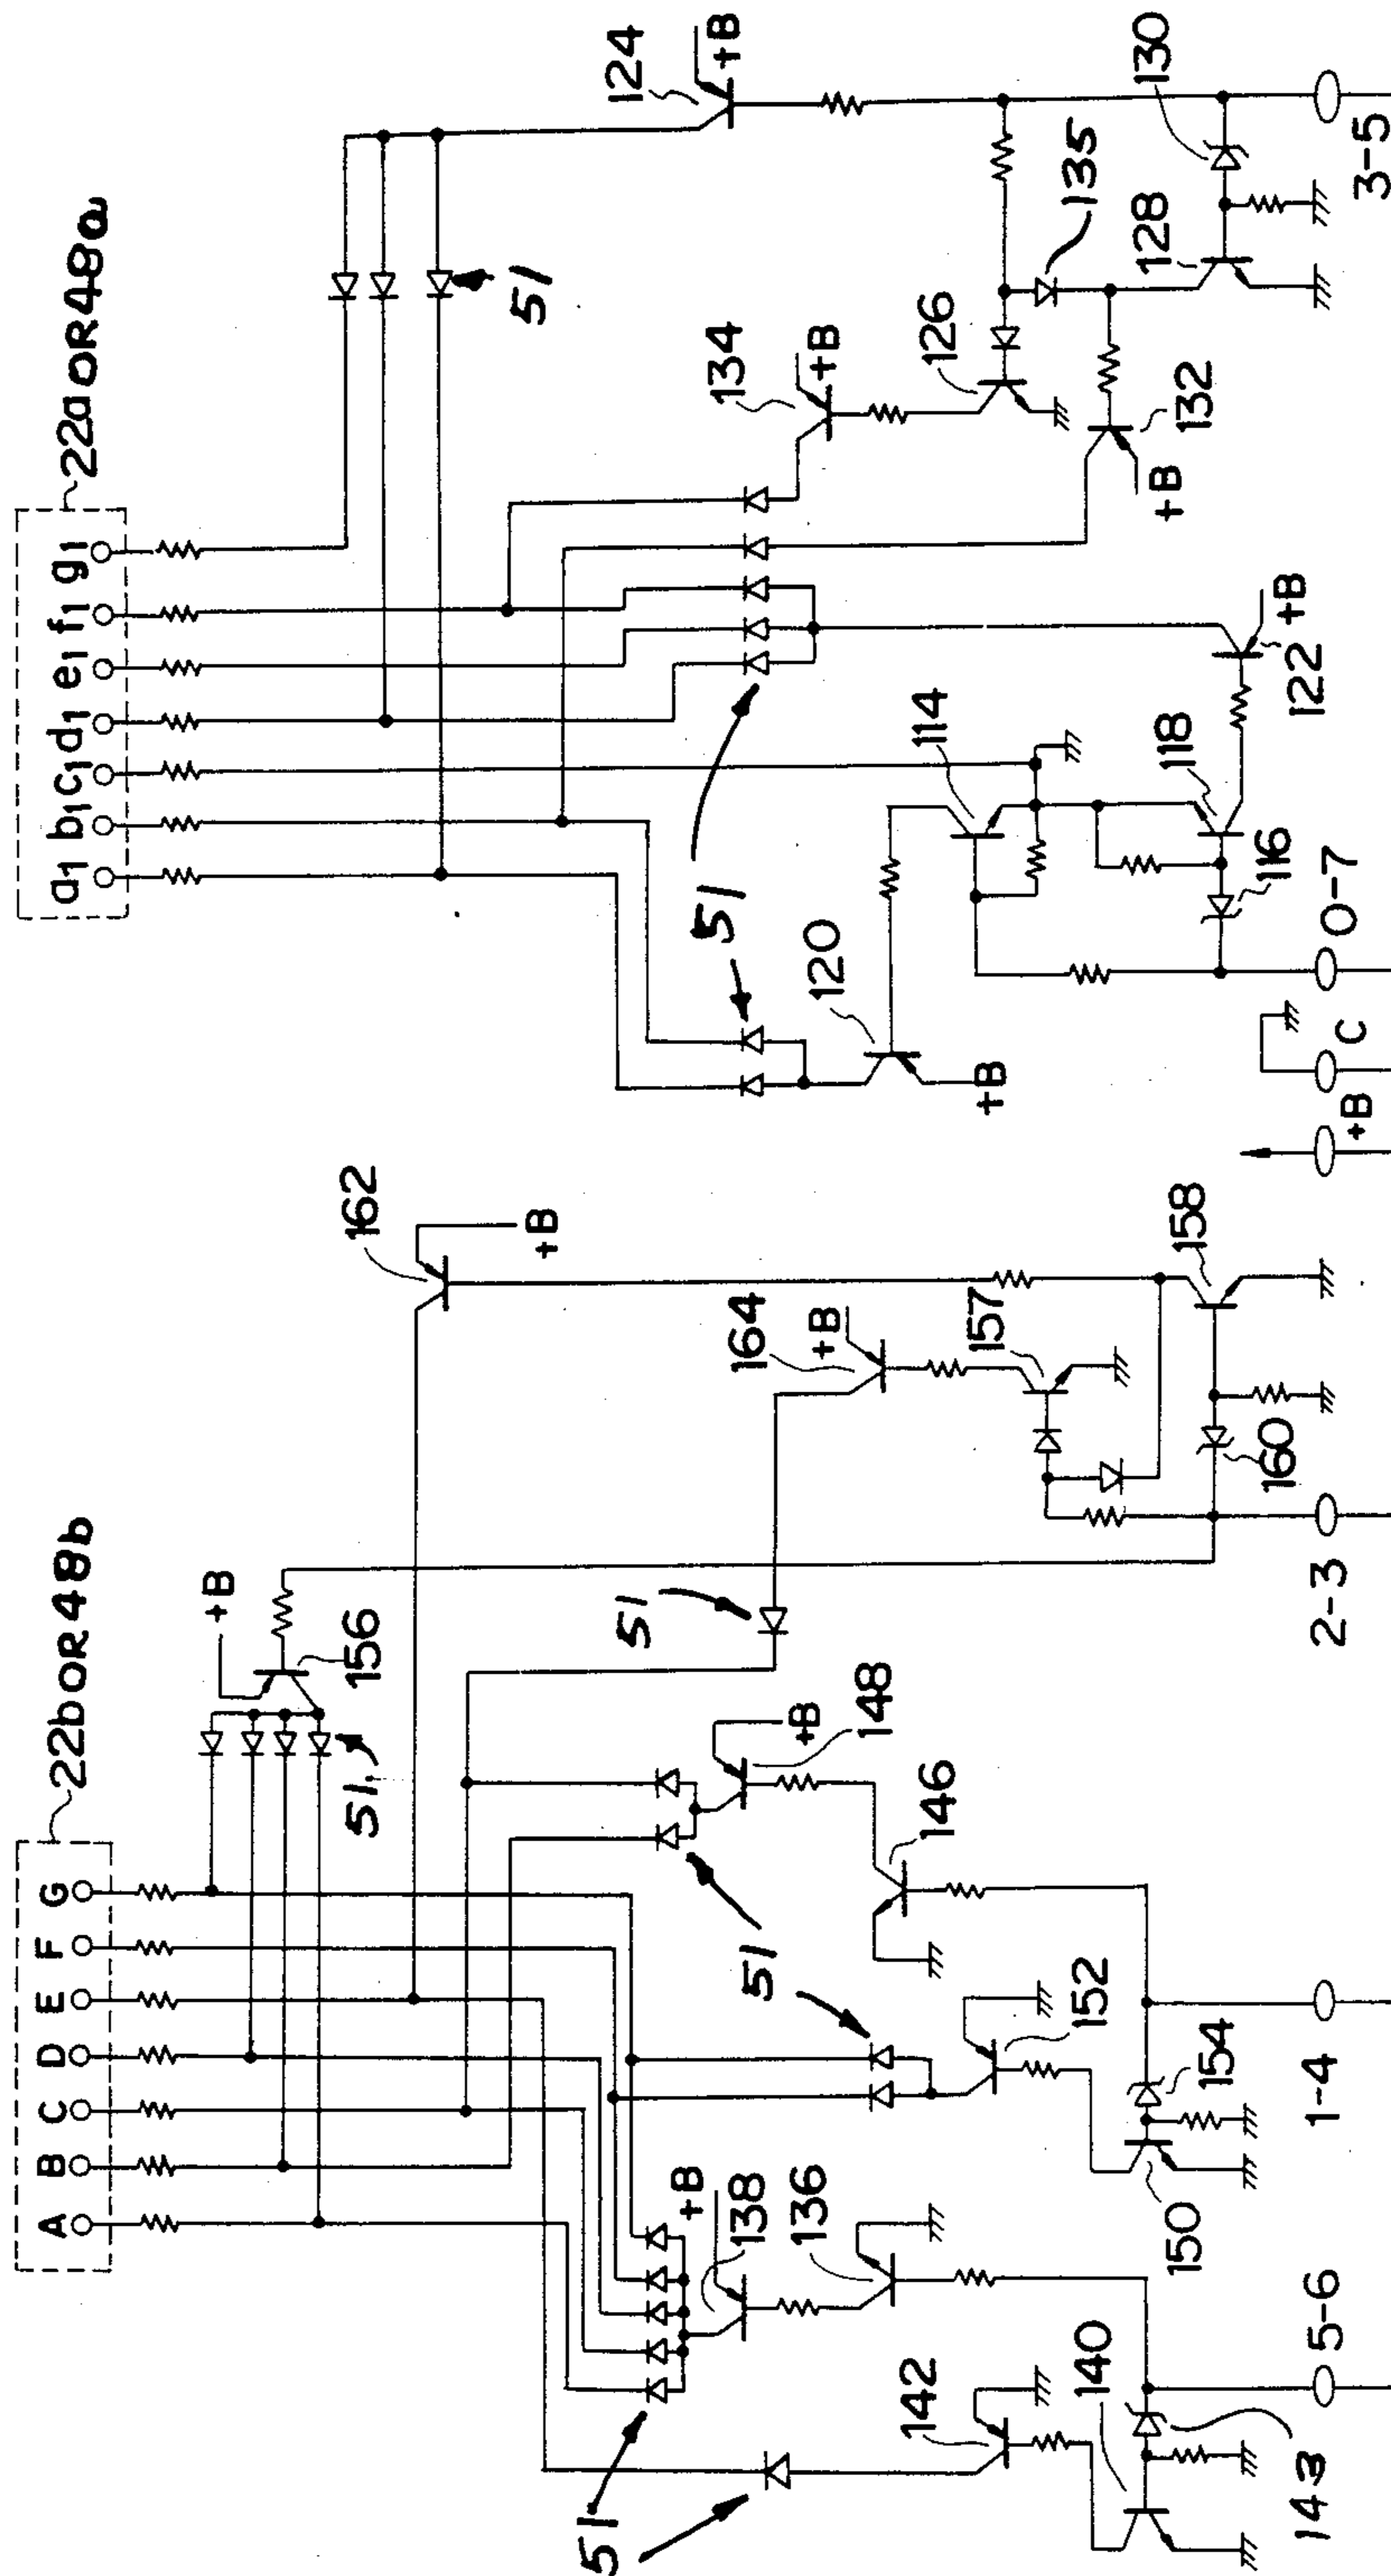 22a OR 48a
a1 b1 c1 d1 e1 f1 g1
124
+B
51
134
+B
126
135
130
128
3-5
132
+B
51
114
118
122
+B
116
120
+B
0-7
C
+B
22b OR 48b
A B C D E F G
+B
156
51
162
+B
164
+B
157
158
160
2-3
51
148
+B
146
51
152
154
150
1-4
+B
138
136
51
142
140
143
5-6